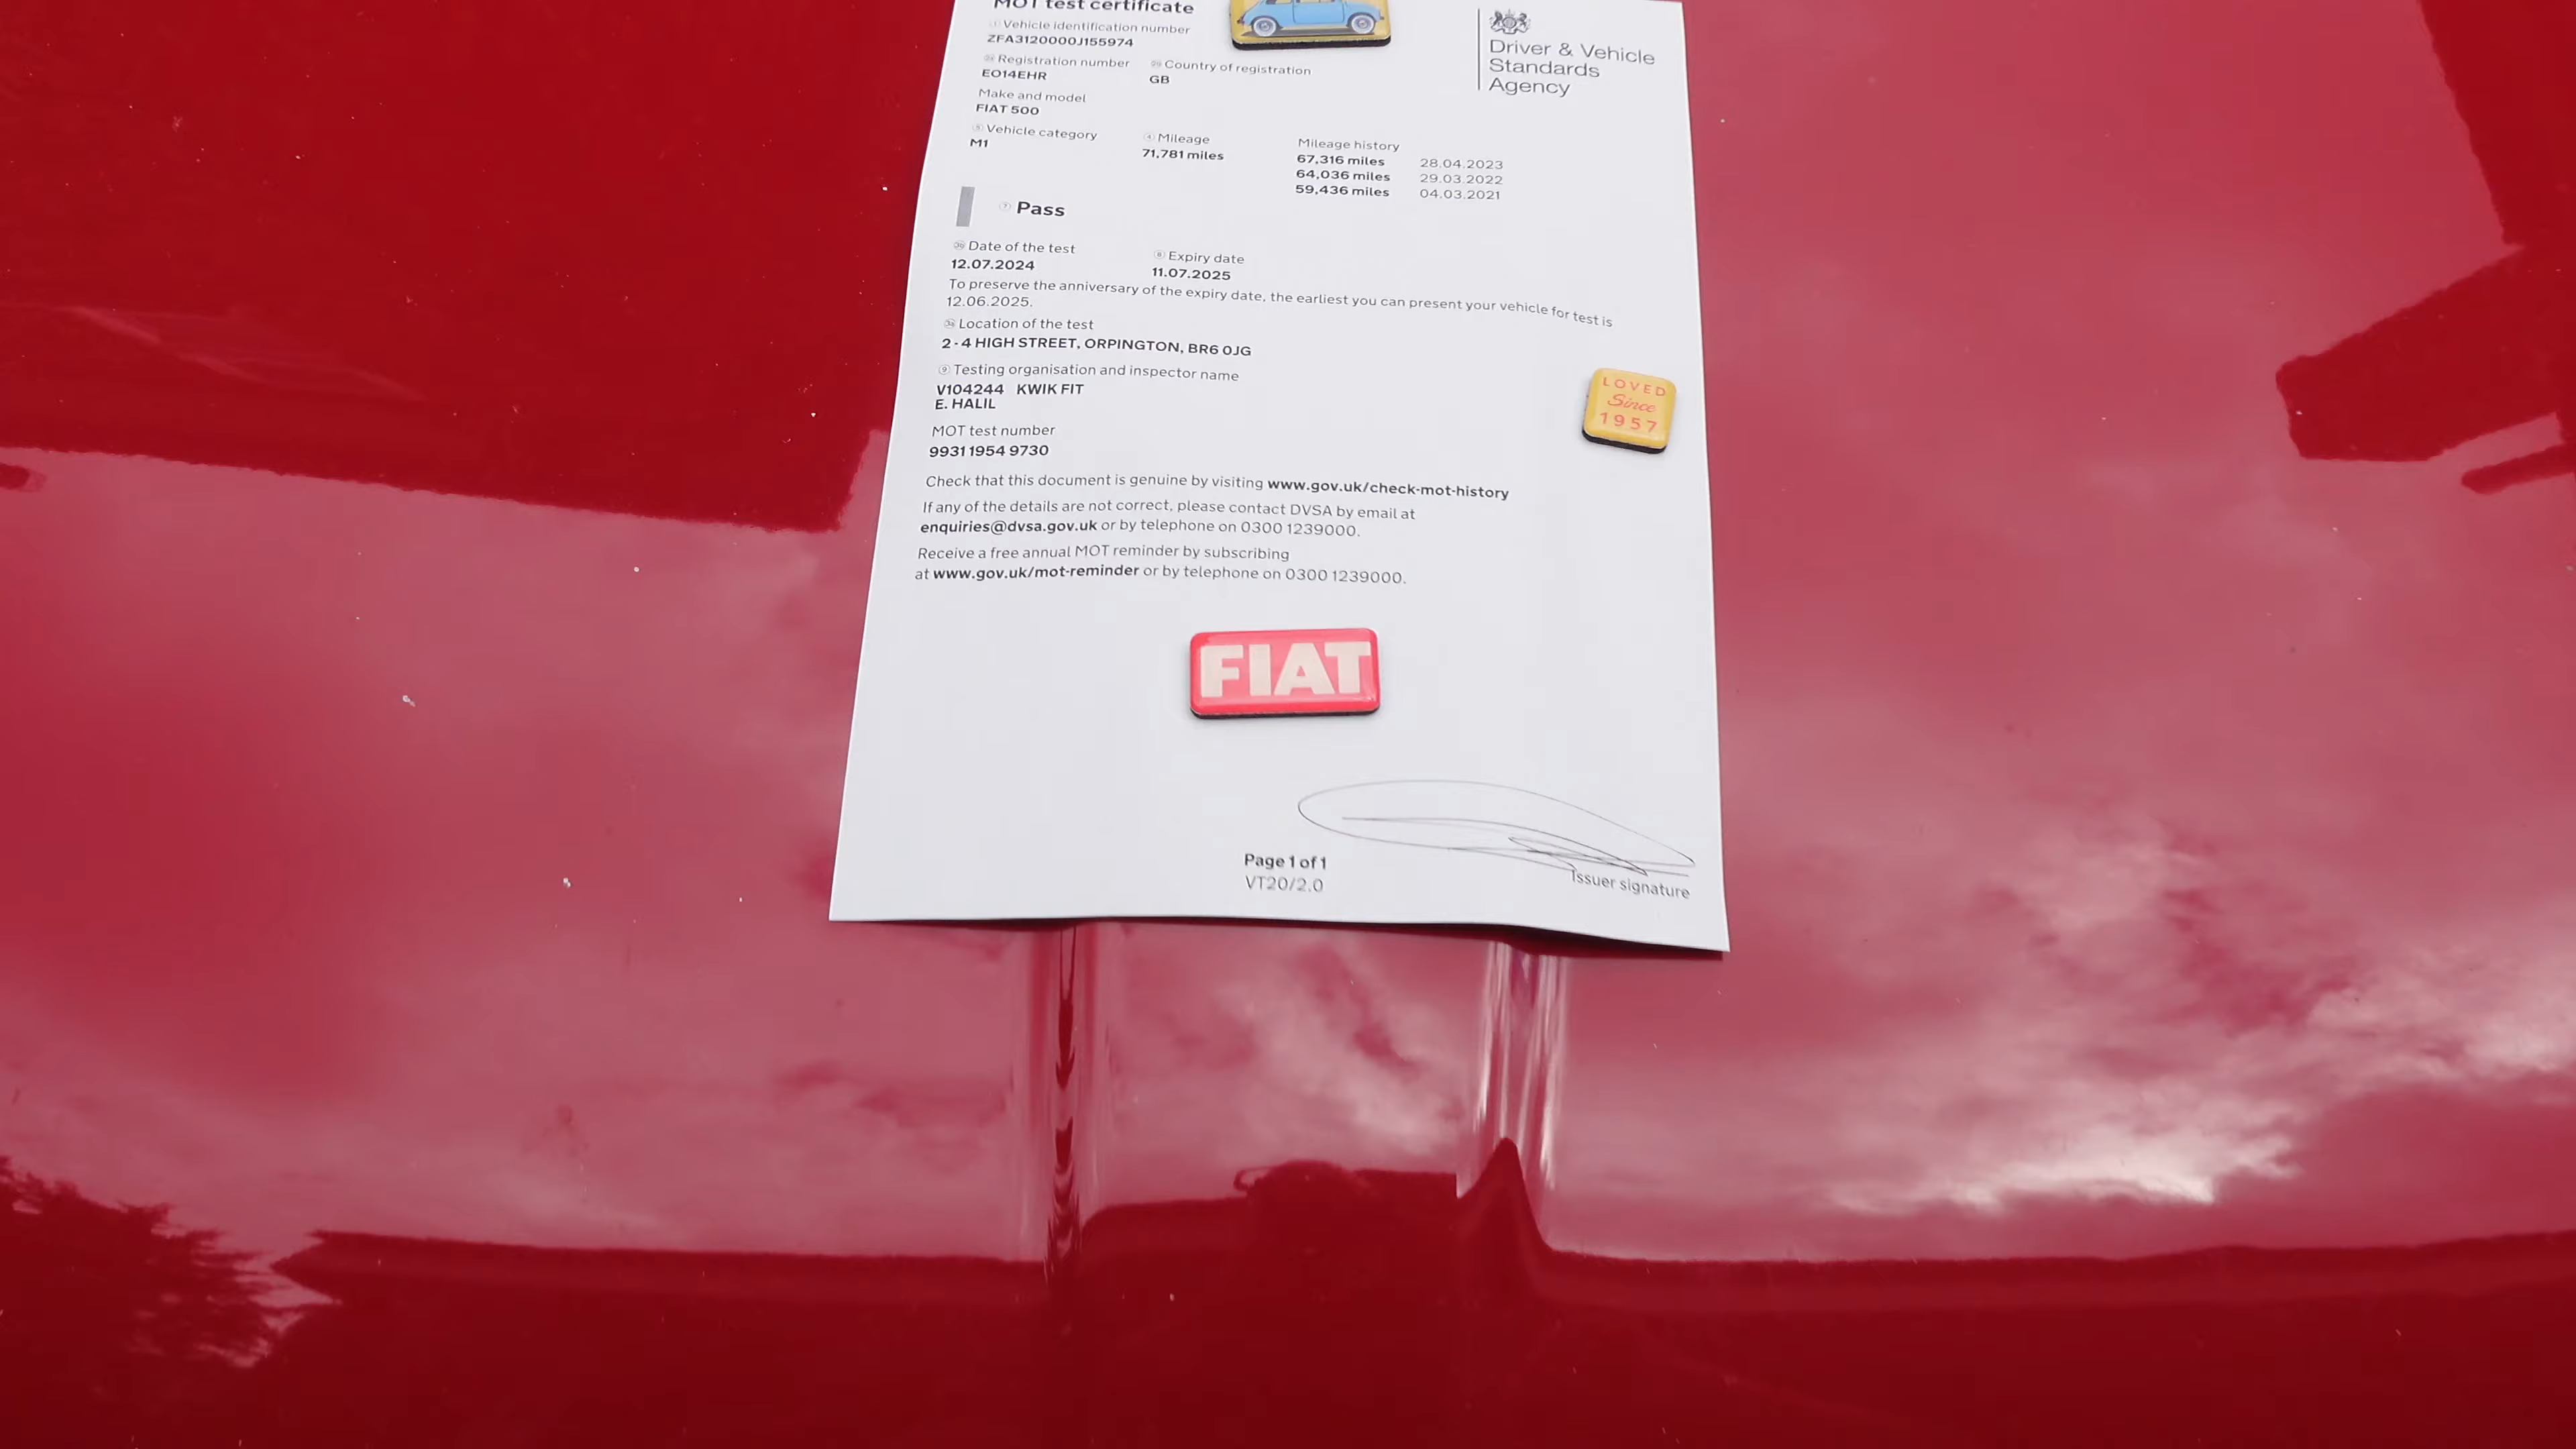 MOT test certificate
① Vehicle identification number
ZFA3120000J155974
Registration number
EO14EHR
Country of registration
GB
Make and model
FIAT 500
Vehicle category
M1
④ Mileage
71,781 miles
Mileage history
67,316 miles 28.04.2023
64,036 miles 29.03.2022
59,436 miles 04.03.2021
Driver & Vehicle
Standards
Agency
⑦ Pass
Date of the test
12.07.2024
⑧ Expiry date
11.07.2025
To preserve the anniversary of the expiry date, the earliest you can present your vehicle for test is
12.06.2025.
Location of the test
2 - 4 HIGH STREET, ORPINGTON, BR6 0JG
⑨ Testing organisation and inspector name
V104244 KWIK FIT
E. HALIL
MOT test number
9931 1954 9730
LOVED
Since
1957
Check that this document is genuine by visiting www.gov.uk/check-mot-history
If any of the details are not correct, please contact DVSA by email at
enquiries@dvsa.gov.uk or by telephone on 0300 1239000.
Receive a free annual MOT reminder by subscribing
at www.gov.uk/mot-reminder or by telephone on 0300 1239000.
FIAT
Page 1 of 1
VT20/2.0
Issuer signature